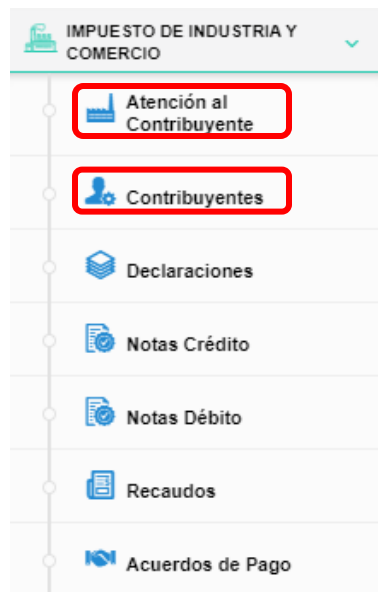 IMPUESTO DE INDUSTRIA Y
COMERCIO
Atención al
Contribuyente
Contribuyentes
Declaraciones
Notas Crédito
Notas Débito
Recaudos
Acuerdos de Pago